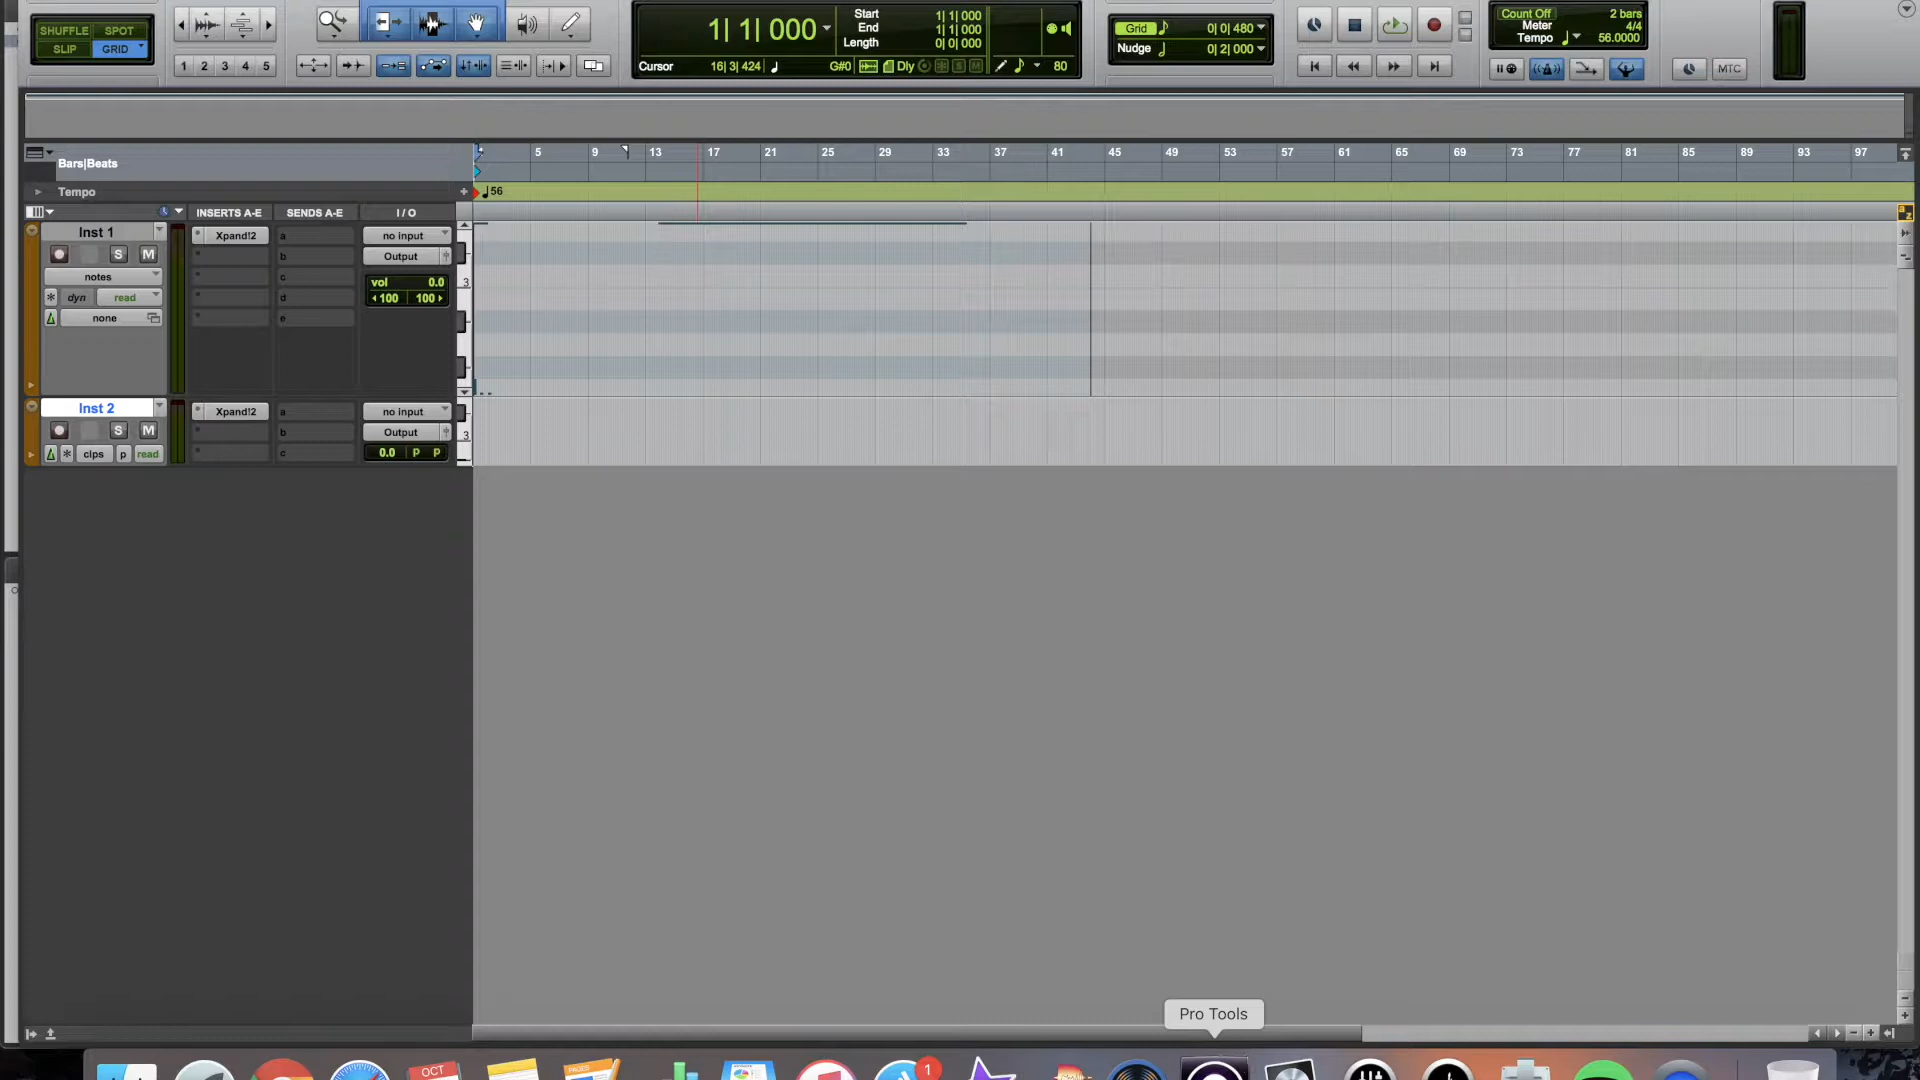 SHUFFLE SPOT
SLIP GRID
1 2 3 4 5
1| 1| 000
Start 1| 1| 000
End 1| 1| 000
Length 0| 0| 000
Cursor 16| 3| 424 G#0 Dly 80
Grid 0| 0| 480
Nudge 0| 2| 000
Count Off 2 bars
Meter 4/4
Tempo 56.0000
MTC
Bars|Beats
5 9 13 17 21 25 29 33 37 41 45 49 53 57 61 65 69 73 77 81 85 89 93 97
Tempo + 56
INSERTS A-E SENDS A-E I / O
a z
Inst 1
S M
notes
dyn read
none
Xpand!2
a
b
c
d
e
no input
Output
vol 0.0
100 100
3
Inst 2
S M
clps p read
Xpand!2
a
b
c
no input
Output
0.0 P P
3
Pro Tools
OCT
PAGES
1